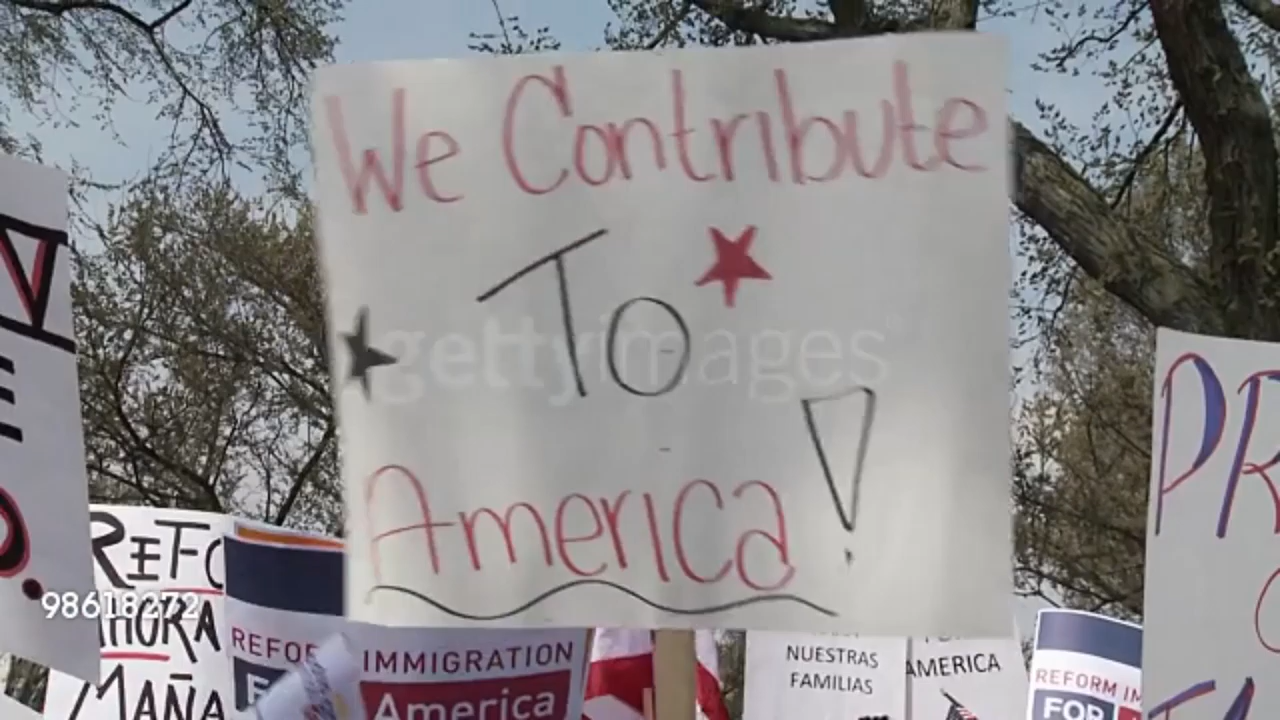 We Contribute
To
America!
gettyimages
98618272
REFO
AHORA
MAÑA
REFOR
IMMIGRATION
America
NUESTRAS
FAMILIAS
AMERICA
REFORM IM
FOR
PR